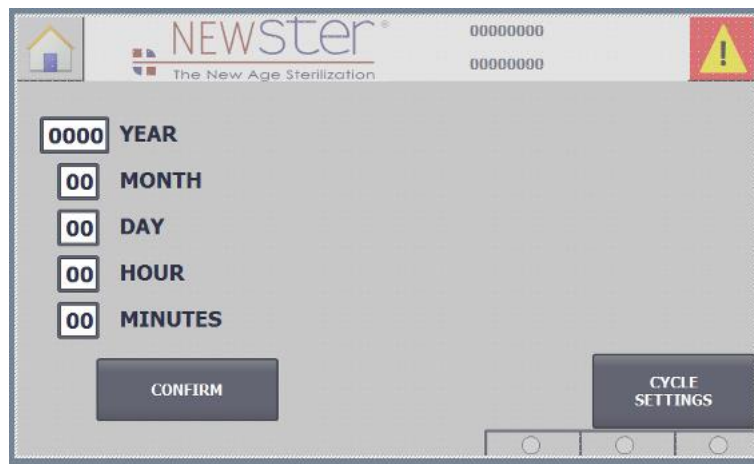 NEWSTER®
00000000
The New Age Sterilization
00000000
0000 YEAR
00 MONTH
00 DAY
00 HOUR
00 MINUTES
CONFIRM
CYCLE
SETTINGS